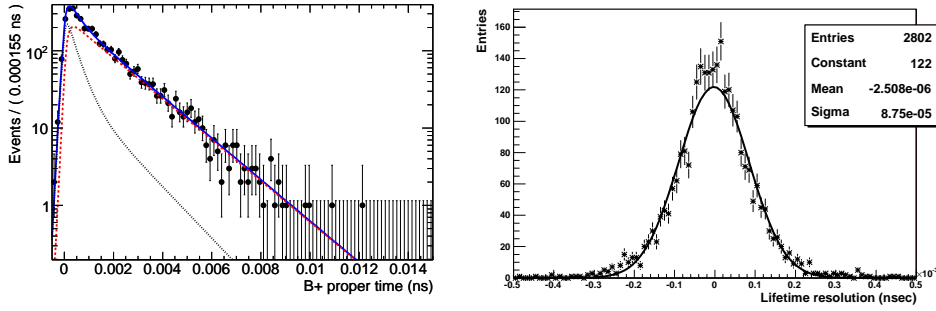 Events / ( 0.000155 ns )
10²
10
1
0 0.002 0.004 0.006 0.008 0.01 0.012 0.014
B+ proper time (ns)
Entries
160
140
120
100
80
60
40
20
0
-0.5 -0.4 -0.3 -0.2 -0.1 0 0.1 0.2 0.3 0.4 0.5
Lifetime resolution (nsec)
Entries 2802
Constant 122
Mean -2.508e-06
Sigma 8.75e-05